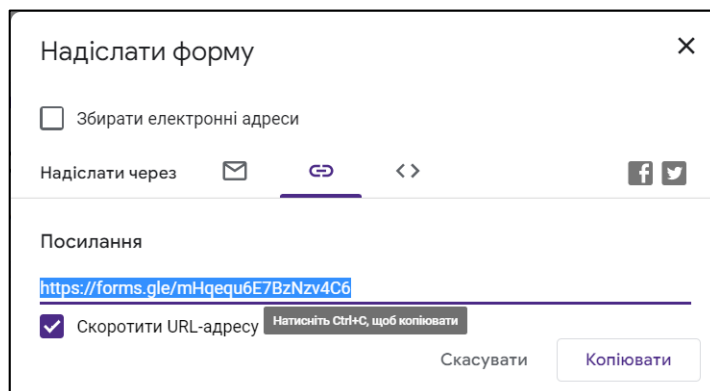 Надіслати форму
Збирати електронні адреси
Надіслати через
Посилання
https://forms.gle/mHqequ6E7BzNzv4C6
Скоротити URL-адресу
Натисніть Ctrl+C, щоб копіювати
Скасувати
Копіювати